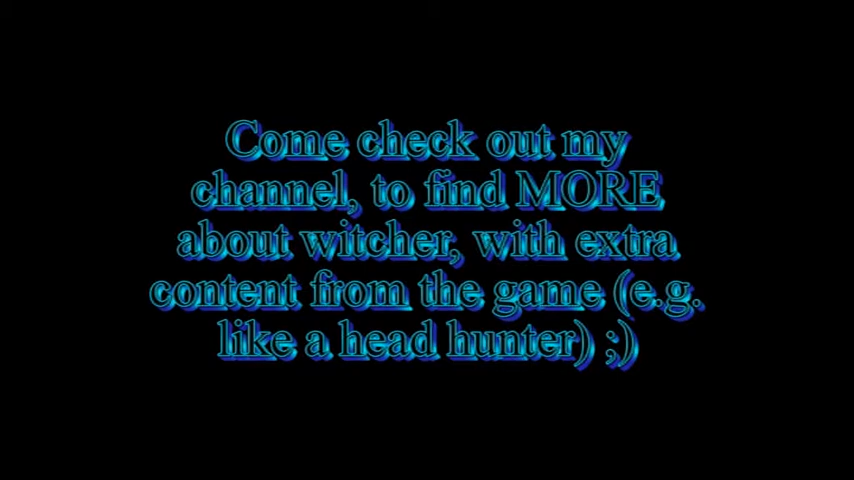 Come check out my
channel, to find MORE
about witcher, with extra
content from the game (e.g.
like a head hunter) ;)